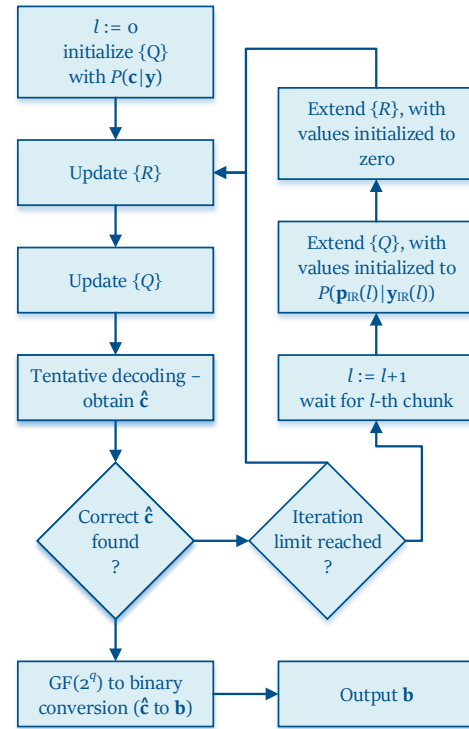 l := 0
initialize {Q}
with P(c|y)
Update {R}
Update {Q}
Tentative decoding –
obtain ĉ
Correct ĉ
found
?
Iteration
limit reached
?
Extend {R}, with
values initialized to
zero
Extend {Q}, with
values initialized to
P(p_IR(l)|y_IR(l))
l := l+1
wait for l-th chunk
GF(2^q) to binary
conversion (ĉ to b)
Output b